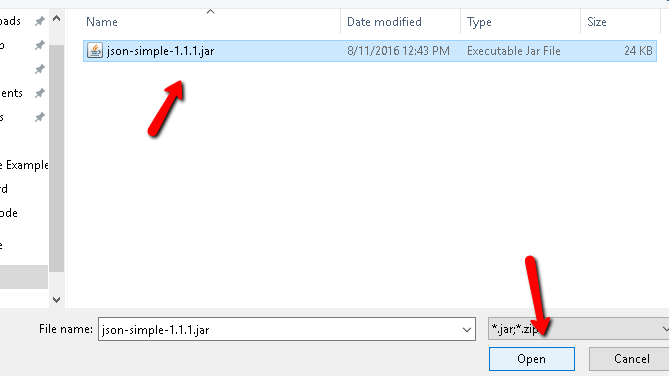 Name Date modified Type Size
json-simple-1.1.1.jar 8/11/2016 12:43 PM Executable Jar File 24 KB
oads
o
ents
s
e Example
rd
ode
e
File name: json-simple-1.1.1.jar *.jar;*.zip
Open Cancel